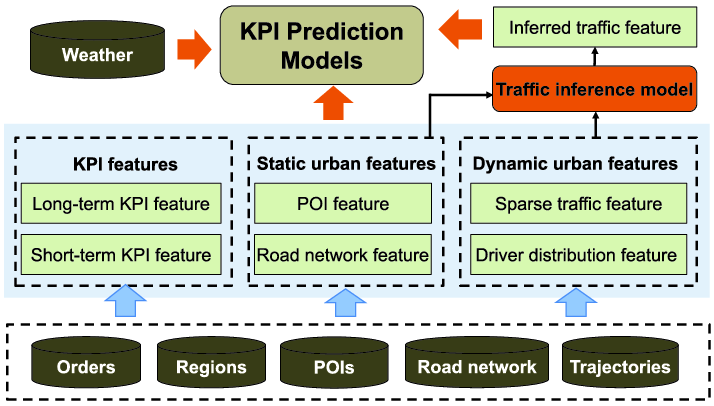 Weather
KPI Prediction
Models
Inferred traffic feature
Traffic inference model
KPI features
Long-term KPI feature
Short-term KPI feature
Static urban features
POI feature
Road network feature
Dynamic urban features
Sparse traffic feature
Driver distribution feature
Orders
Regions
POIs
Road network
Trajectories